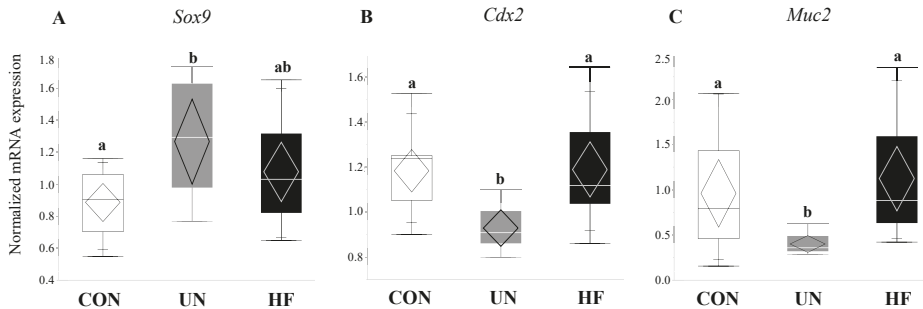 A
Sox9
Normalized mRNA expression
1.8
1.6
1.4
1.2
1.0
0.8
0.6
0.4
a
b
ab
CON
UN
HF
B
Cdx2
1.6
1.4
1.2
1.0
0.8
a
b
a
CON
UN
HF
C
Muc2
2.5
2.0
1.5
1.0
0.5
0.0
a
b
a
CON
UN
HF